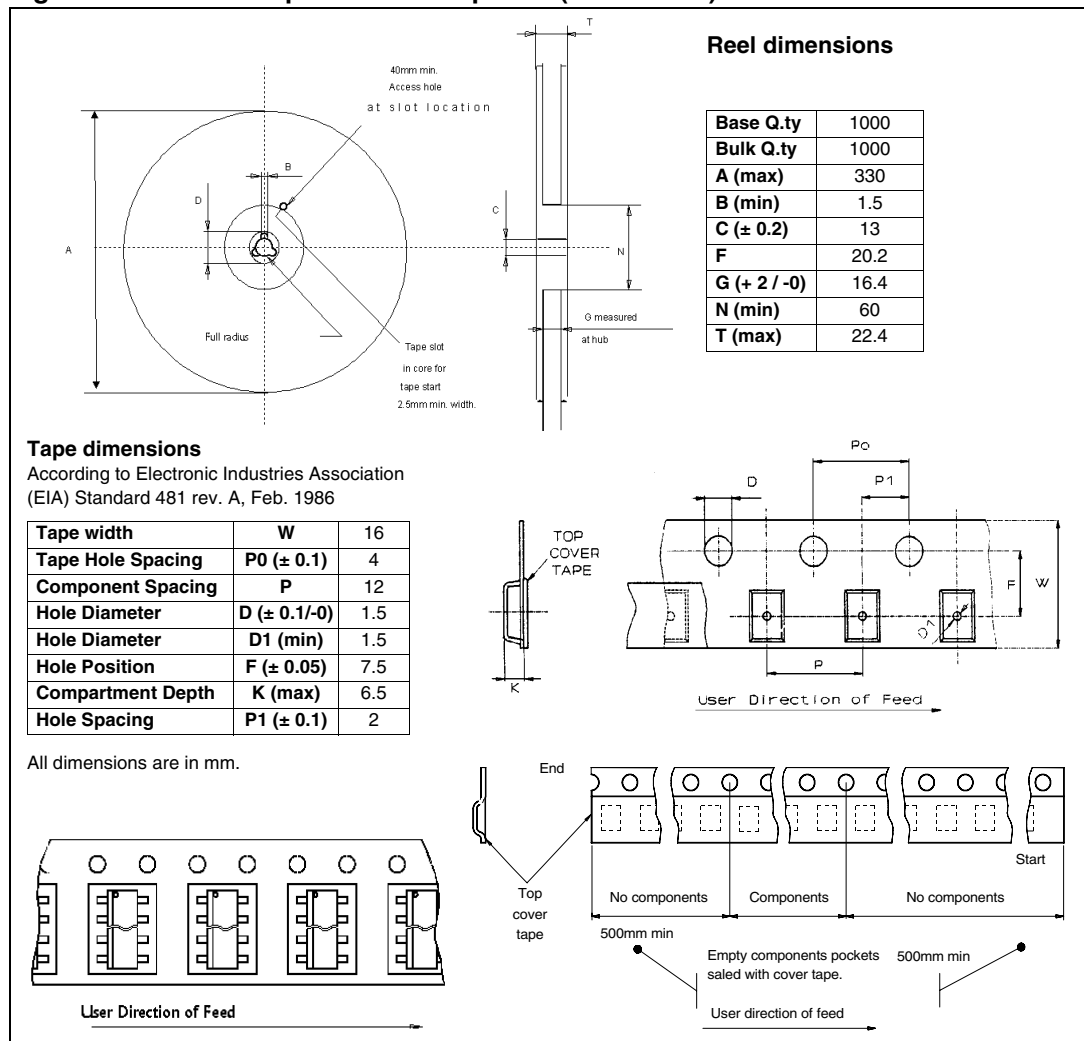 T
Reel dimensions
40mm min.
Access hole
at slot location
B
D
C
A
N
Full radius
G measured
at hub
Tape slot
in core for
tape start
2.5mm min. width.
Base Q.ty 1000
Bulk Q.ty 1000
A (max) 330
B (min) 1.5
C (± 0.2) 13
F 20.2
G (+ 2 / -0) 16.4
N (min) 60
T (max) 22.4
Tape dimensions
According to Electronic Industries Association
(EIA) Standard 481 rev. A, Feb. 1986
Tape width W 16
Tape Hole Spacing P0 (± 0.1) 4
Component Spacing P 12
Hole Diameter D (± 0.1/-0) 1.5
Hole Diameter D1 (min) 1.5
Hole Position F (± 0.05) 7.5
Compartment Depth K (max) 6.5
Hole Spacing P1 (± 0.1) 2
All dimensions are in mm.
TOP
COVER
TAPE
K
Po
D
P1
F
W
D1
P
User Direction of Feed
End
Start
Top
cover
tape
No components
Components
No components
500mm min
Empty components pockets
saled with cover tape.
500mm min
User direction of feed
User Direction of Feed